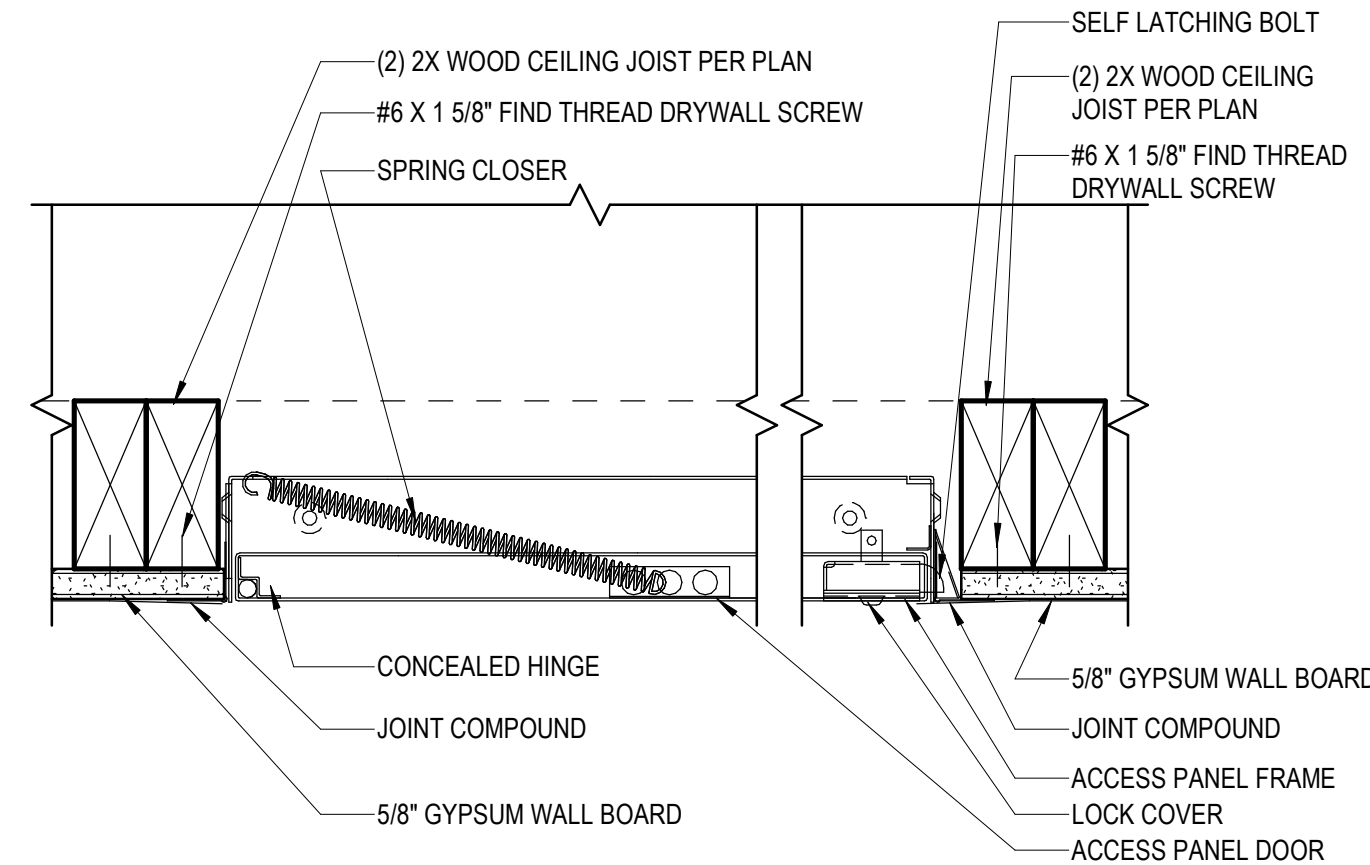 (2) 2X WOOD CEILING JOIST PER PLAN
#6 X 1 5/8" FIND THREAD DRYWALL SCREW
SPRING CLOSER
SELF LATCHING BOLT
(2) 2X WOOD CEILING
JOIST PER PLAN
#6 X 1 5/8" FIND THREAD
DRYWALL SCREW
CONCEALED HINGE
JOINT COMPOUND
5/8" GYPSUM WALL BOARD
5/8" GYPSUM WALL BOARD
JOINT COMPOUND
ACCESS PANEL FRAME
LOCK COVER
ACCESS PANEL DOOR